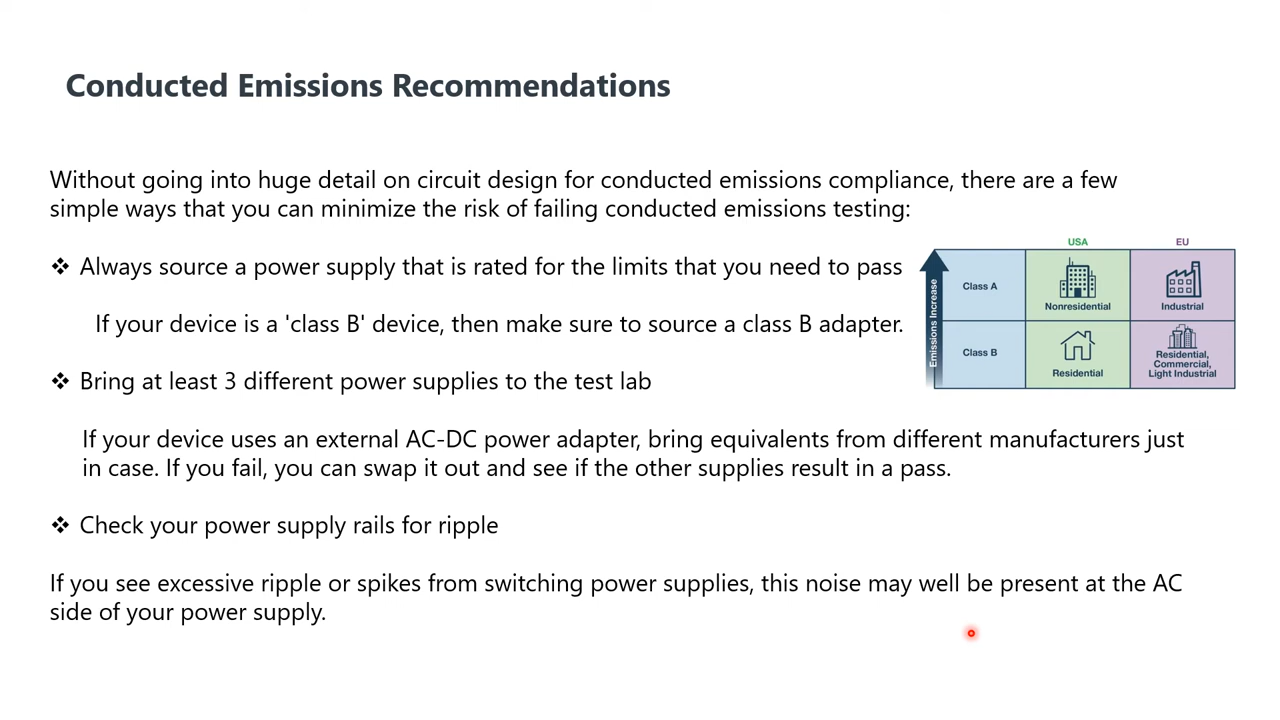 Conducted Emissions Recommendations
Without going into huge detail on circuit design for conducted emissions compliance, there are a few
simple ways that you can minimize the risk of failing conducted emissions testing:
❖ Always source a power supply that is rated for the limits that you need to pass
If your device is a 'class B' device, then make sure to source a class B adapter.
USA
EU
Emissions Increase
Class A
Nonresidential
Industrial
Class B
Residential
Residential,
Commercial,
Light Industrial
❖ Bring at least 3 different power supplies to the test lab
If your device uses an external AC-DC power adapter, bring equivalents from different manufacturers just
in case. If you fail, you can swap it out and see if the other supplies result in a pass.
❖ Check your power supply rails for ripple
If you see excessive ripple or spikes from switching power supplies, this noise may well be present at the AC
side of your power supply.